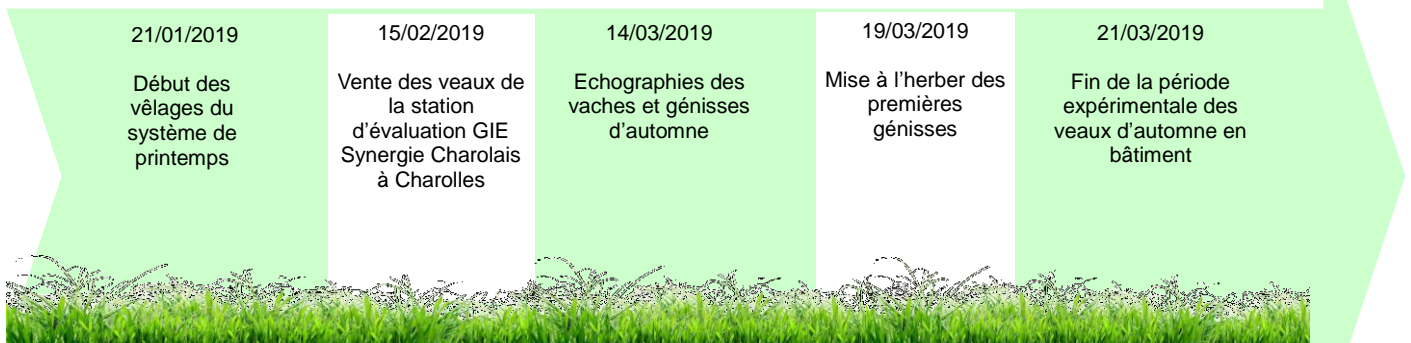 21/01/2019
Début des
vêlages du
système de
printemps
15/02/2019
Vente des veaux de
la station
d'évaluation GIE
Synergie Charolais
à Charolles
14/03/2019
Echographies des
vaches et génisses
d'automne
19/03/2019
Mise à l'herber des
premières
génisses
21/03/2019
Fin de la période
expérimentale des
veaux d'automne en
bâtiment